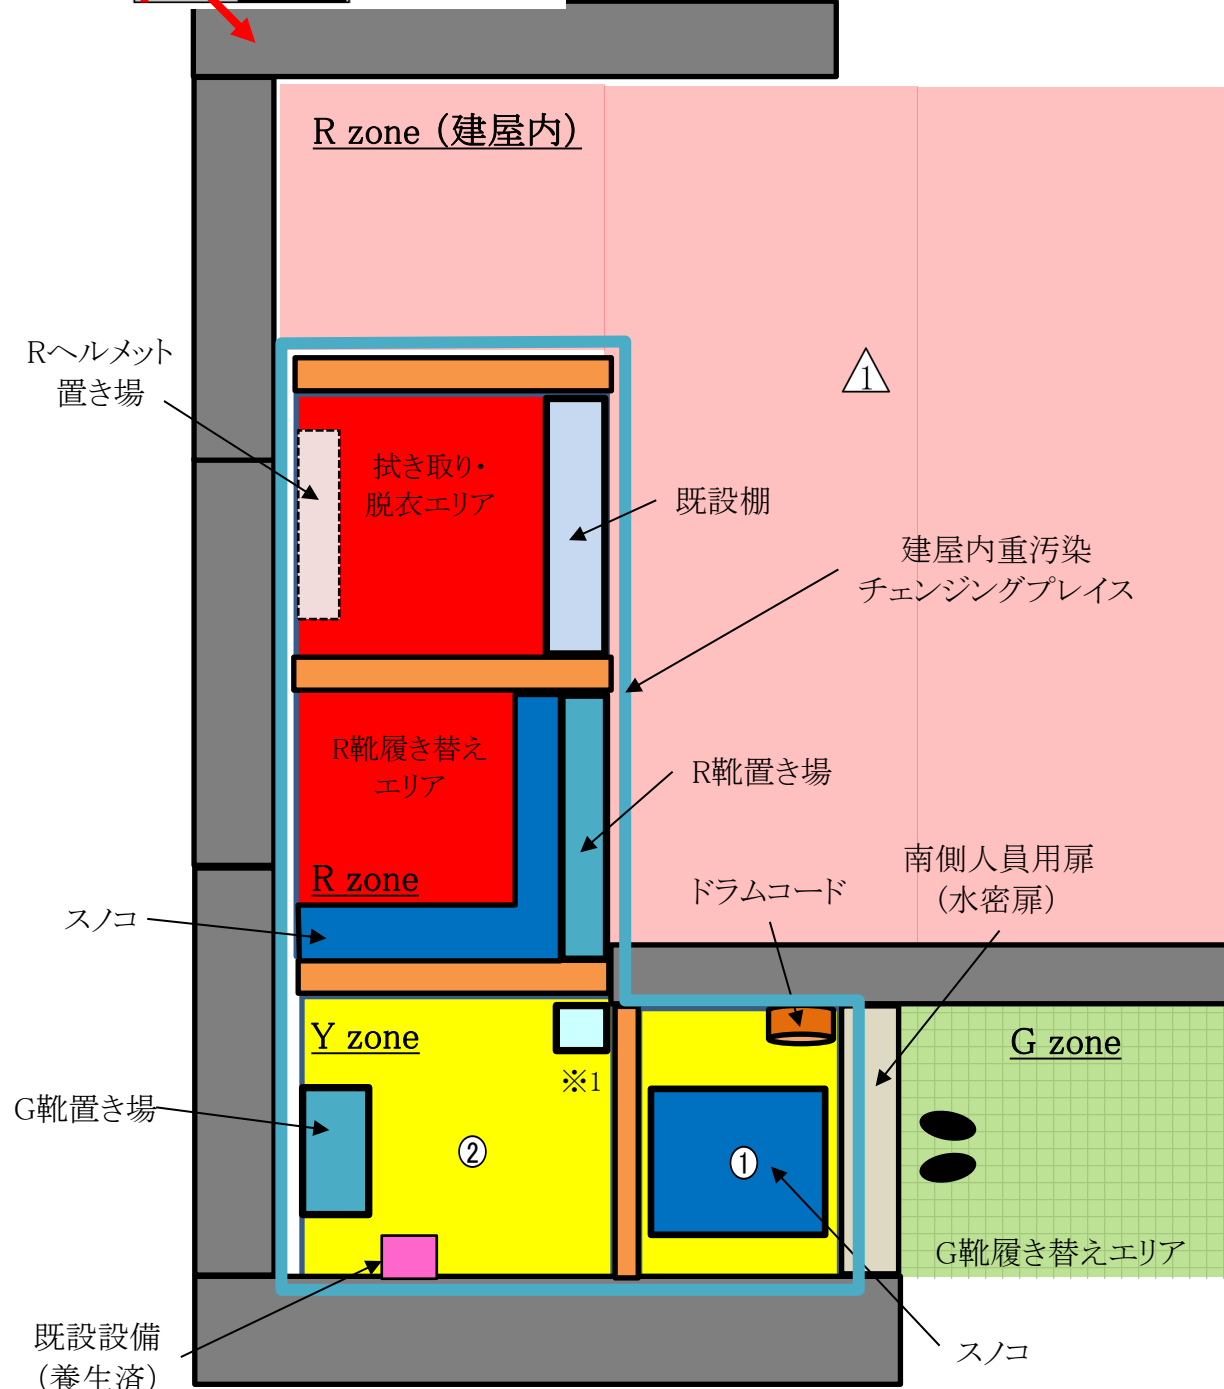 R zone（建屋内）
Rヘルメット
置き場
1
拭き取り・
脱衣エリア
既設棚
建屋内重汚染
チェンジングプレイス
R靴履き替え
エリア
R靴置き場
R zone
ドラムコード
南側人員用扉
（水密扉）
スノコ
Y zone
※1
G zone
G靴置き場
②
①
G靴履き替えエリア
既設設備
（養生済）
スノコ